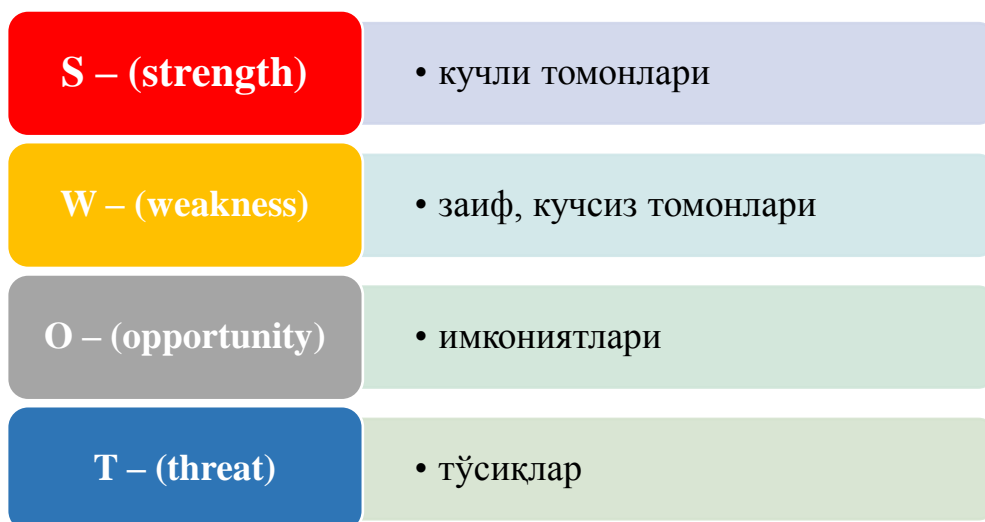 S – (strength)
• кучли томонлари
W – (weakness)
• заиф, кучсиз томонлари
O – (opportunity)
• имкониятлари
T – (threat)
• тўсиқлар